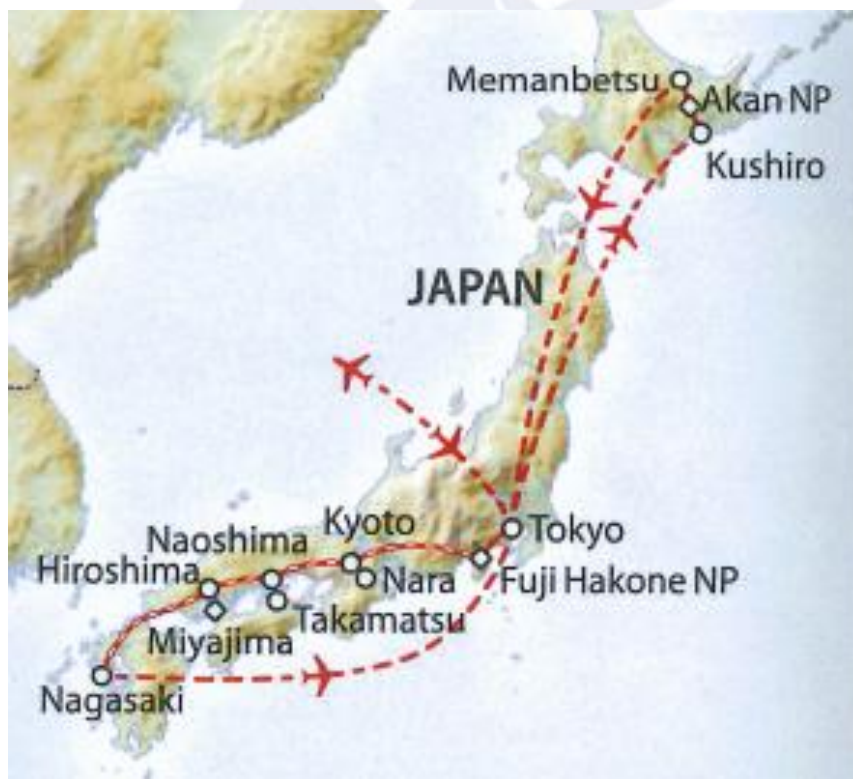 Memanbetsu
Akan NP
Kushiro
JAPAN
Tokyo
Kyoto
Naoshima
Nara
Fuji Hakone NP
Hiroshima
Takamatsu
Miyajima
Nagasaki